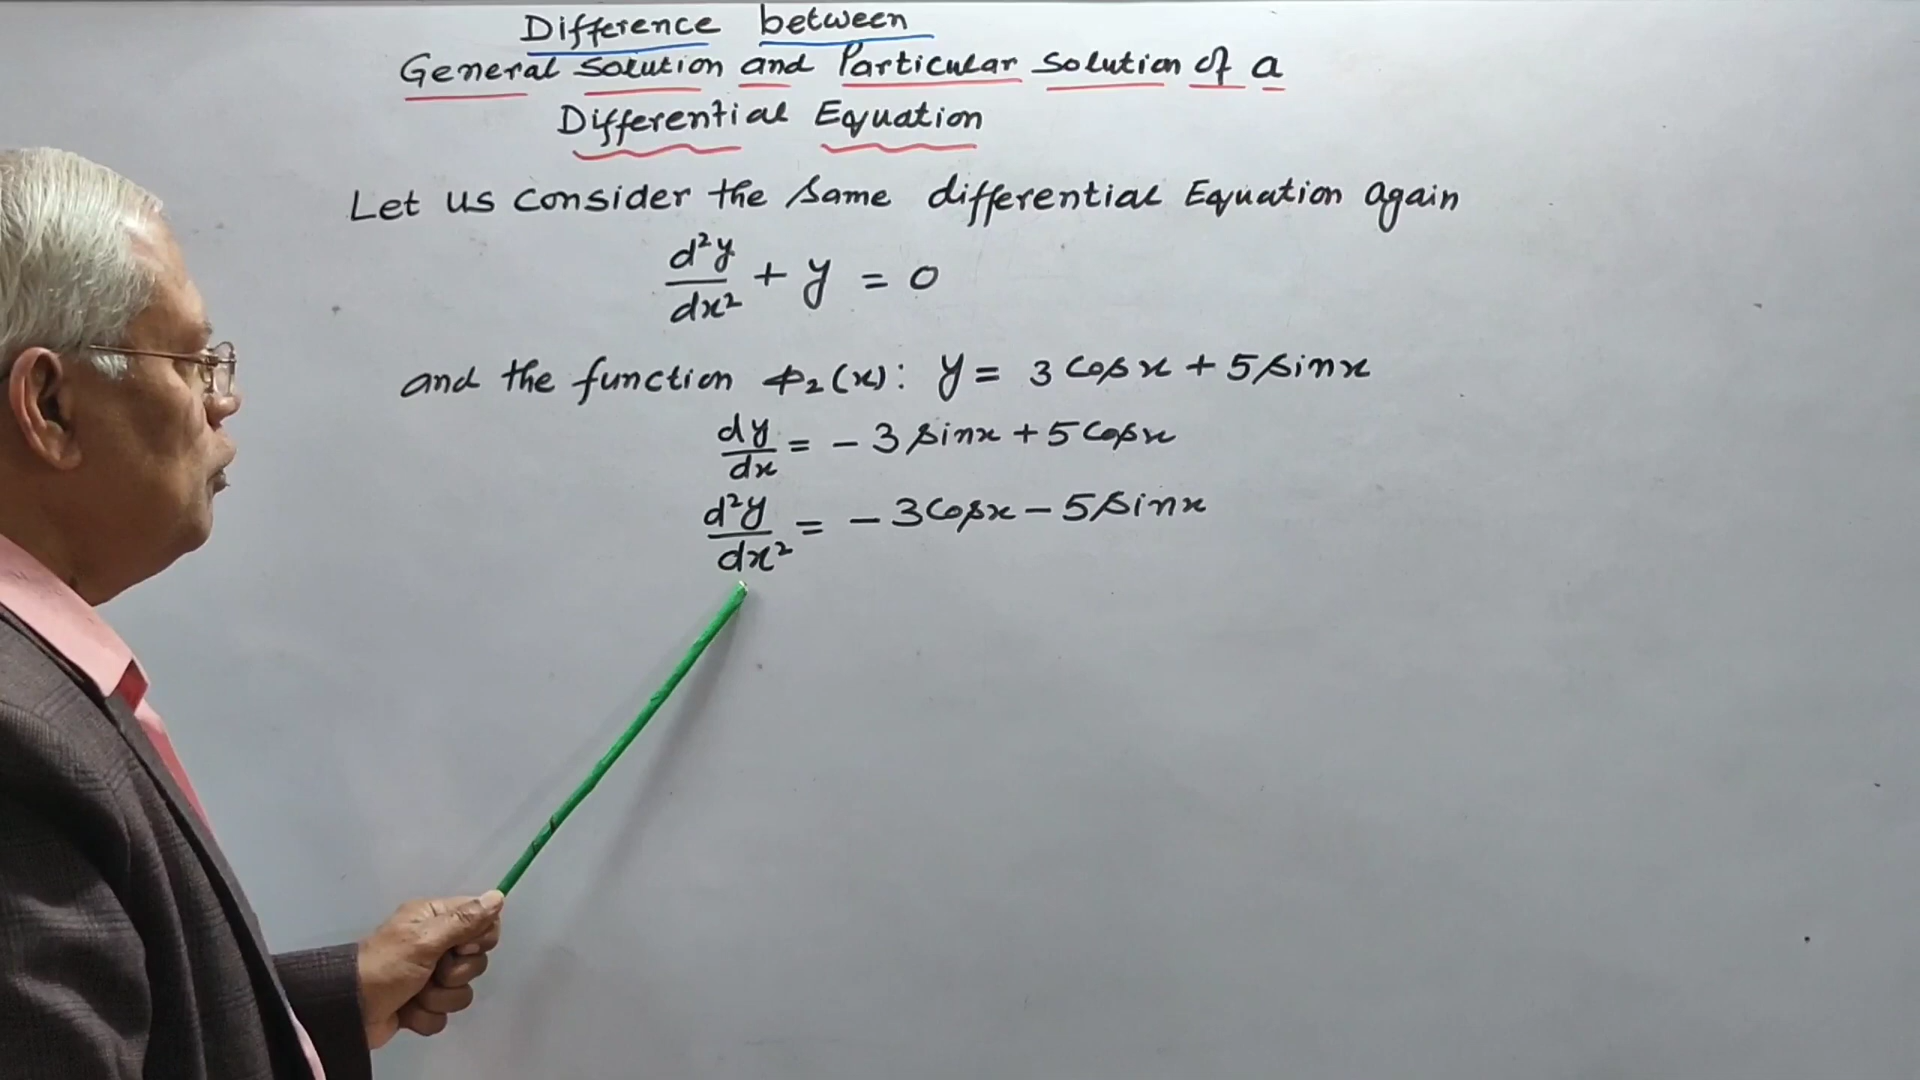 Difference between
General Solution and Particular Solution of a
Differential Equation
Let us consider the same differential Equation again
d²y/dx² + y = 0
and the function φ₂(x): y = 3 cos x + 5 sin x
dy/dx = - 3 sin x + 5 cos x
d²y/dx² = - 3 cos x - 5 sin x